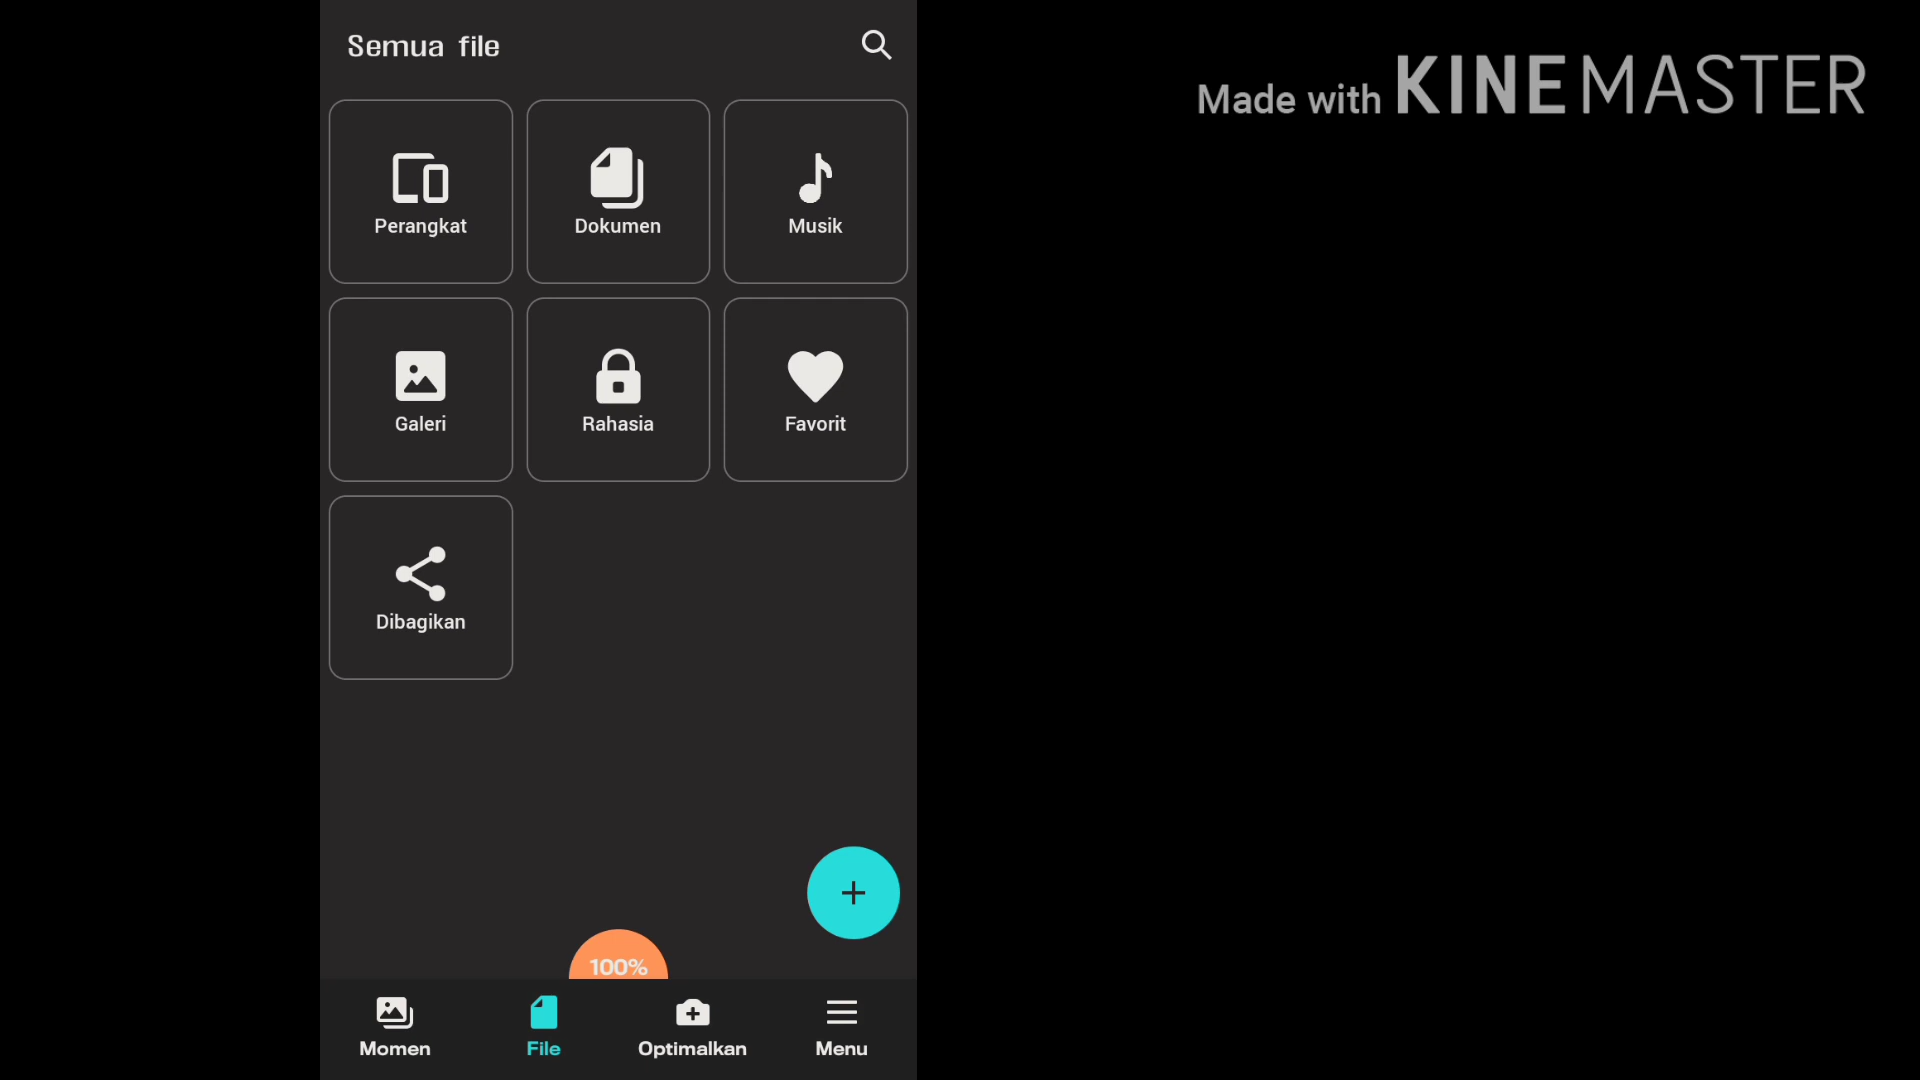 Semua file
Made with KINEMASTER
Perangkat
Dokumen
Musik
Galeri
Rahasia
Favorit
Dibagikan
100%
Momen
File
Optimalkan
Menu